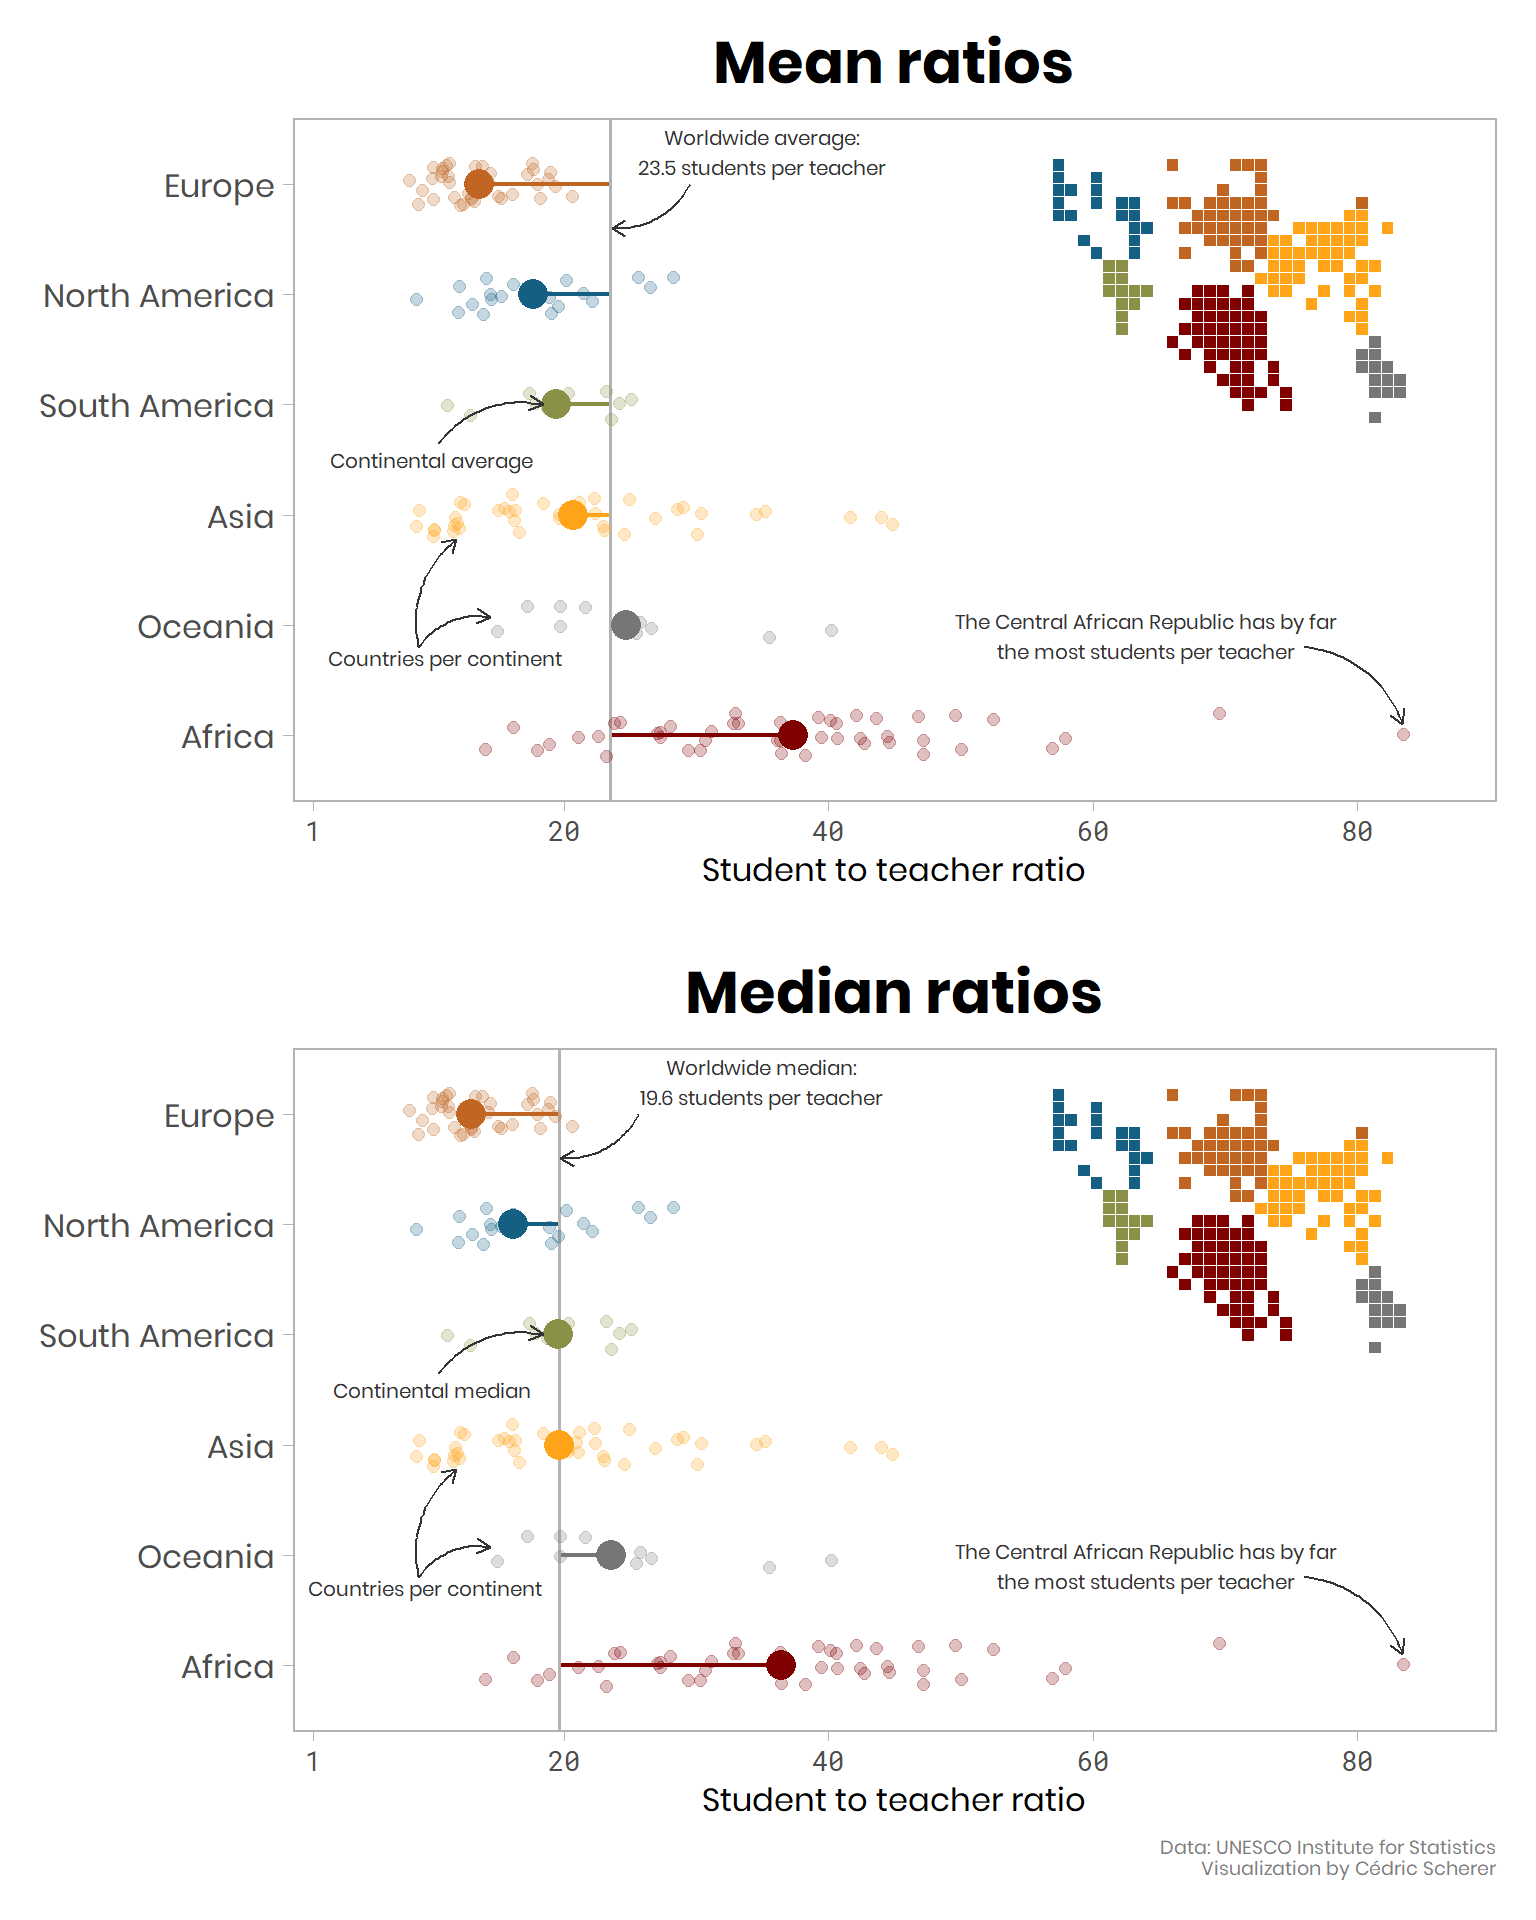 Mean ratios
Worldwide average:
23.5 students per teacher
Europe
North America
South America
Continental average
Asia
Oceania
Countries per continent
The Central African Republic has by far
the most students per teacher
Africa
1 20 40 60 80
Student to teacher ratio
Median ratios
Worldwide median:
19.6 students per teacher
Europe
North America
South America
Continental median
Asia
Oceania
Countries per continent
The Central African Republic has by far
the most students per teacher
Africa
1 20 40 60 80
Student to teacher ratio
Data: UNESCO Institute for Statistics
Visualization by Cédric Scherer